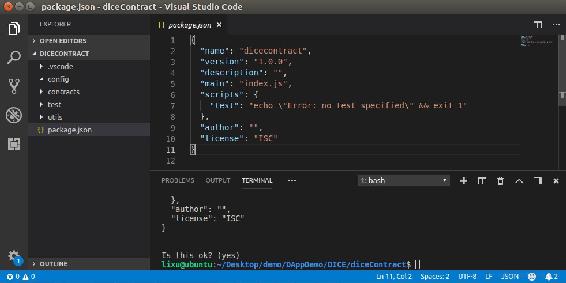 package.json - diceContract - Visual Studio Code
EXPLORER
OPEN EDITORS
DICECONTRACT
.vscode
config
contracts
test
utils
{} package.json
OUTLINE
1
{} package.json ×
1 {
2 "name": "dicecontract",
3 "version": "1.0.0",
4 "description": "",
5 "main": "index.js",
6 "scripts": {
7 "test": "echo \"Error: no test specified\" && exit 1"
8 },
9 "author": "",
10 "license": "ISC"
11 }
12
PROBLEMS OUTPUT TERMINAL ··· 1: bash
},
"author": "",
"license": "ISC"
}
Is this ok? (yes)
lixu@ubuntu:~/Desktop/demo/DAppDemo/DICE/diceContract$
0 0 Ln 11, Col 2 Spaces: 2 UTF-8 LF JSON 2